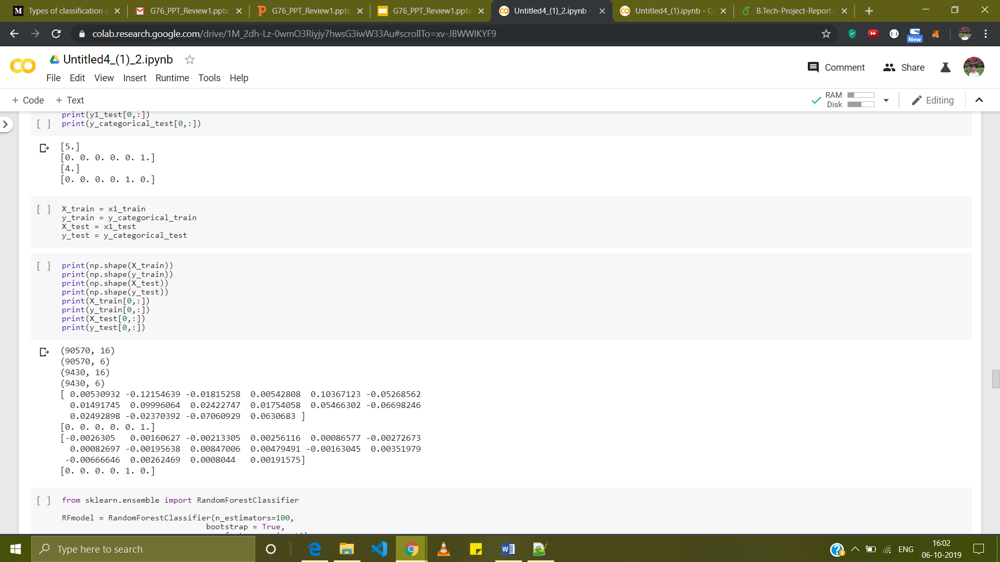 Types of classification a
G76_PPT_Review1.pptx
G76_PPT_Review1.pptx
G76_PPT_Review1.pptx
Untitled4_(1)_2.ipynb -
Untitled4_(1).ipynb - Co
B.Tech-Project-Report-
colab.research.google.com/drive/1M_2dh-Lz-0wmO3Riyjy7hwsG3iwW33Au#scrollTo=xv-JBWWIKYF9
New
Untitled4_(1)_2.ipynb
Comment
Share
File Edit View Insert Runtime Tools Help
+ Code + Text
RAM
Disk
Editing
print(y1_test[0,:])
[ ] print(y_categorical_test[0,:])
[5.]
[0. 0. 0. 0. 0. 1.]
[4.]
[0. 0. 0. 0. 1. 0.]
[ ] X_train = x1_train
y_train = y_categorical_train
X_test = x1_test
y_test = y_categorical_test
[ ] print(np.shape(X_train))
print(np.shape(y_train))
print(np.shape(X_test))
print(np.shape(y_test))
print(X_train[0,:])
print(y_train[0,:])
print(X_test[0,:])
print(y_test[0,:])
(90570, 16)
(90570, 6)
(9430, 16)
(9430, 6)
[ 0.00530932 -0.12154639 -0.01815258 0.00542808 0.10367123 -0.05268562
0.01491745 0.09996064 0.02422747 0.01754058 0.05466302 -0.06698246
0.02492898 -0.02370392 -0.07060929 0.0630683 ]
[0. 0. 0. 0. 0. 1.]
[-0.0026305 0.00160627 -0.00213305 0.00256116 0.00086577 -0.00272673
0.00082697 -0.00195638 0.00847006 0.00479491 -0.00163045 0.00351979
-0.00666646 0.00262469 0.0008044 0.00191575]
[0. 0. 0. 0. 1. 0.]
[ ] from sklearn.ensemble import RandomForestClassifier
RFmodel = RandomForestClassifier(n_estimators=100,
bootstrap = True,
Type here to search
ENG
16:02
06-10-2019